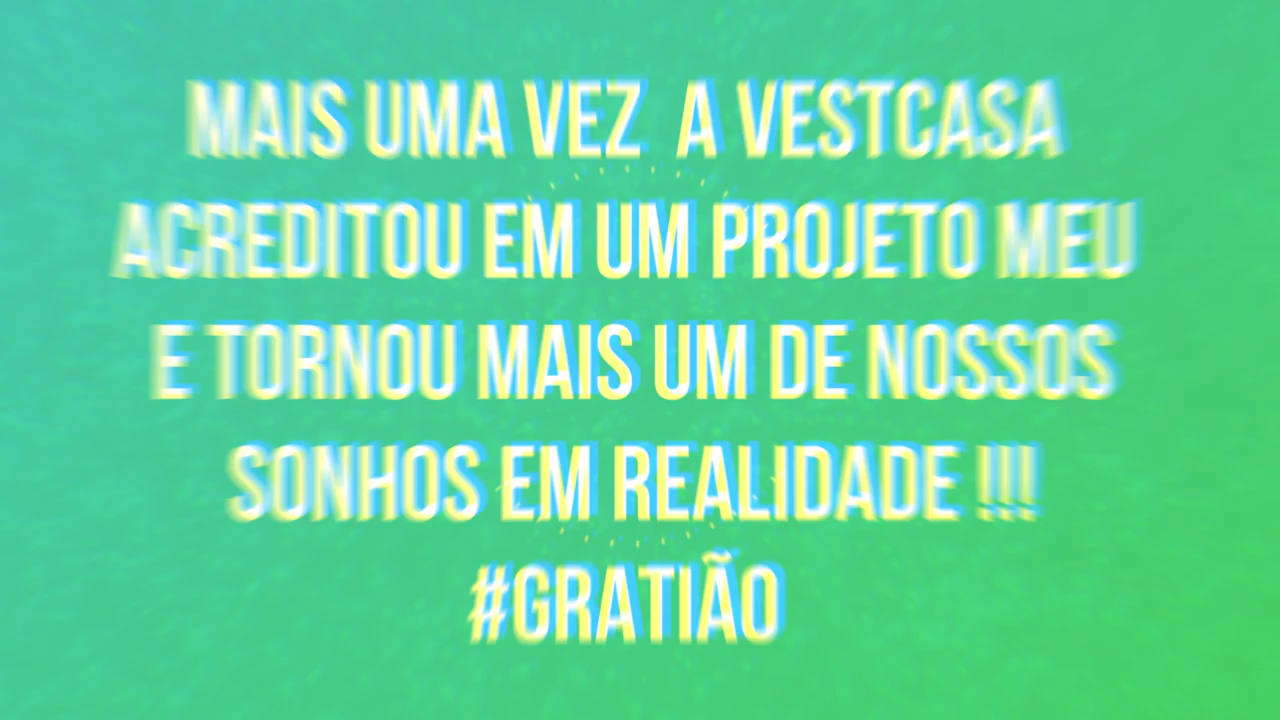 MAIS UMA VEZ A VESTCASA
ACREDITOU EM UM PROJETO MEU
E TORNOU MAIS UM DE NOSSOS
SONHOS EM REALIDADE !!!
#GRATIÃO